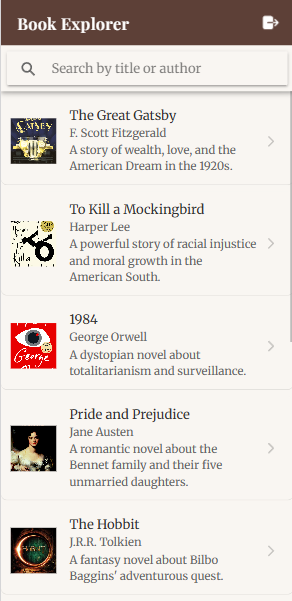 Book Explorer
Search by title or author
The Great Gatsby
F. Scott Fitzgerald
A story of wealth, love, and the
American Dream in the 1920s.
To Kill a Mockingbird
Harper Lee
A powerful story of racial injustice
and moral growth in the
American South.
1984
George Orwell
A dystopian novel about
totalitarianism and surveillance.
George
Pride and Prejudice
Jane Austen
A romantic novel about the
Bennet family and their five
unmarried daughters.
The Hobbit
J.R.R. Tolkien
A fantasy novel about Bilbo
Baggins' adventurous quest.